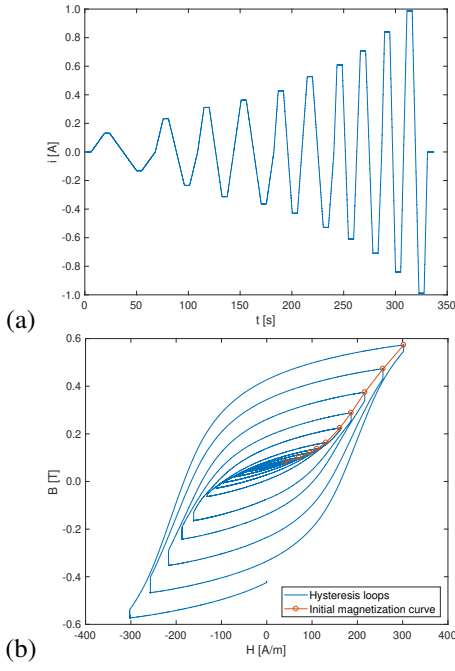 1.0
0.8
0.6
0.4
0.2
0.0
-0.2
-0.4
-0.6
-0.8
-1.0
i [A]
0 50 100 150 200 250 300 350
t [s]
(a)
0.6
0.4
0.2
0.0
-0.2
-0.4
-0.6
B [T]
Hysteresis loops
Initial magnetization curve
-400 -300 -200 -100 0 100 200 300 400
H [A/m]
(b)